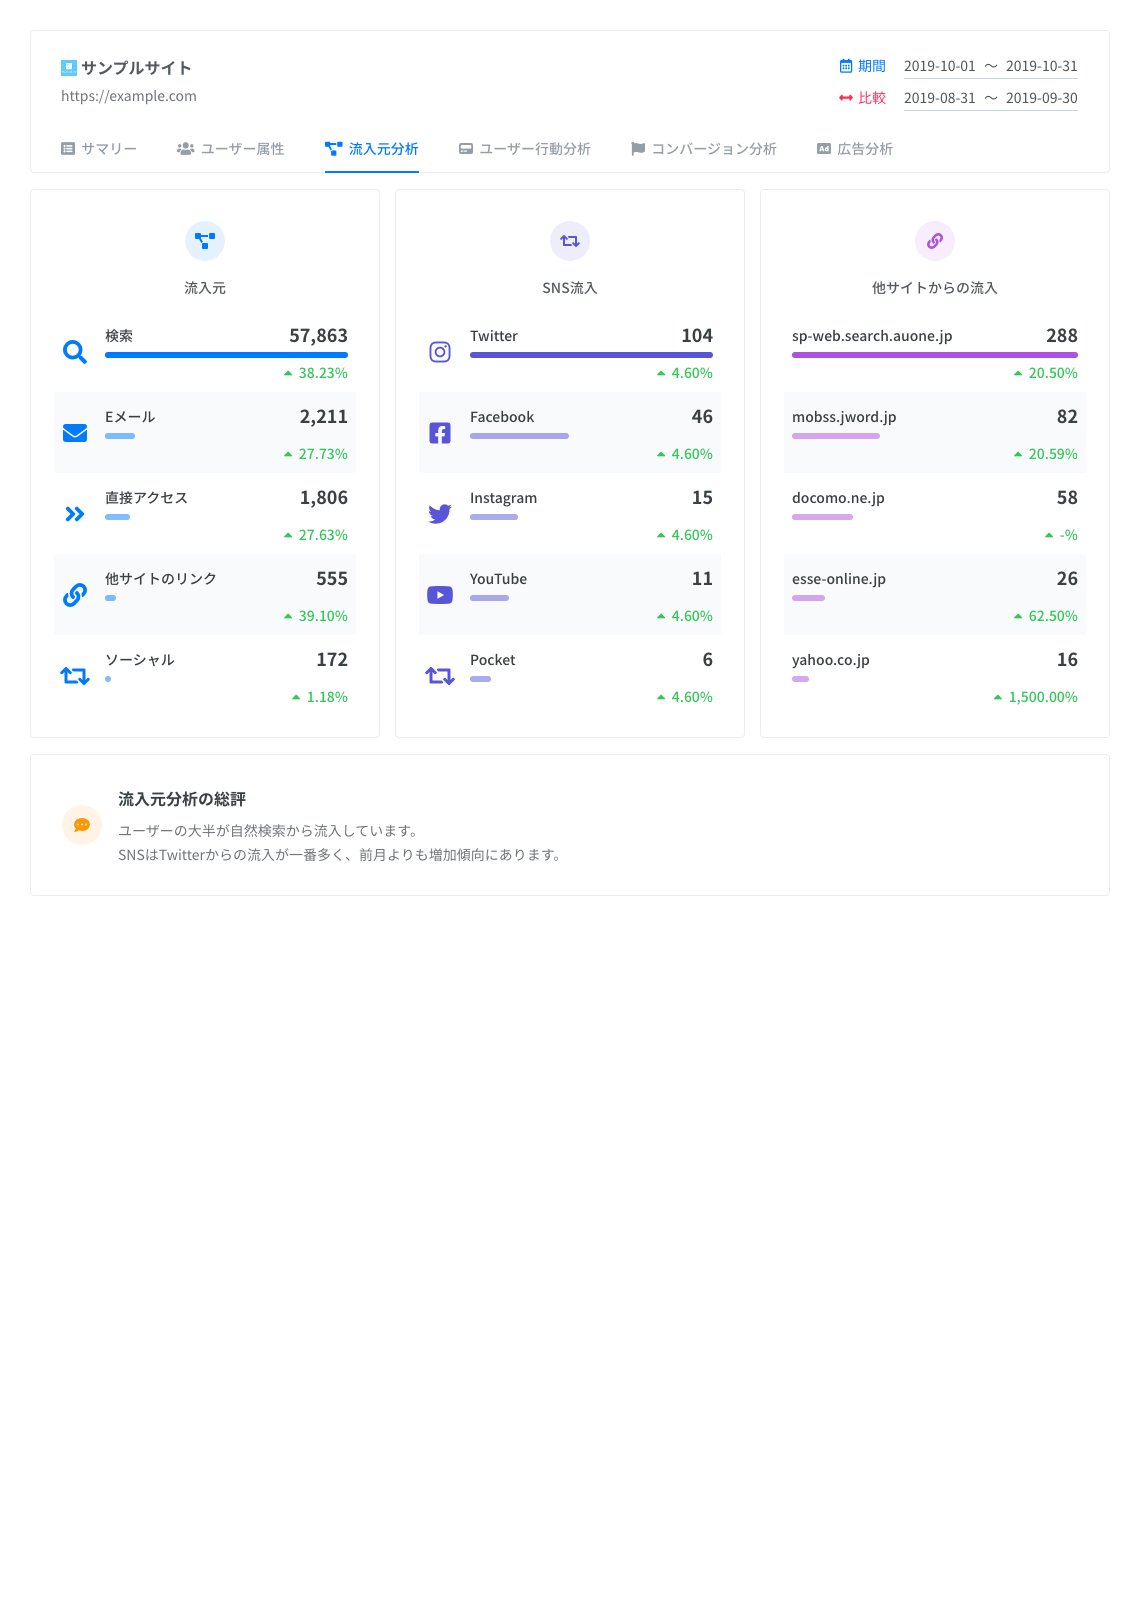 サンプルサイト
https://example.com
期間 2019-10-01 ～ 2019-10-31
比較 2019-08-31 ～ 2019-09-30
サマリー ユーザー属性 流入元分析 ユーザー行動分析 コンバージョン分析 Ad 広告分析
流入元
検索 57,863
38.23%
Eメール 2,211
27.73%
直接アクセス 1,806
27.63%
他サイトのリンク 555
39.10%
ソーシャル 172
1.18%
SNS流入
Twitter 104
4.60%
Facebook 46
4.60%
Instagram 15
4.60%
YouTube 11
4.60%
Pocket 6
4.60%
他サイトからの流入
sp-web.search.auone.jp 288
20.50%
mobss.jword.jp 82
20.59%
docomo.ne.jp 58
-%
esse-online.jp 26
62.50%
yahoo.co.jp 16
1,500.00%
流入元分析の総評
ユーザーの大半が自然検索から流入しています。
SNSはTwitterからの流入が一番多く、前月よりも増加傾向にあります。